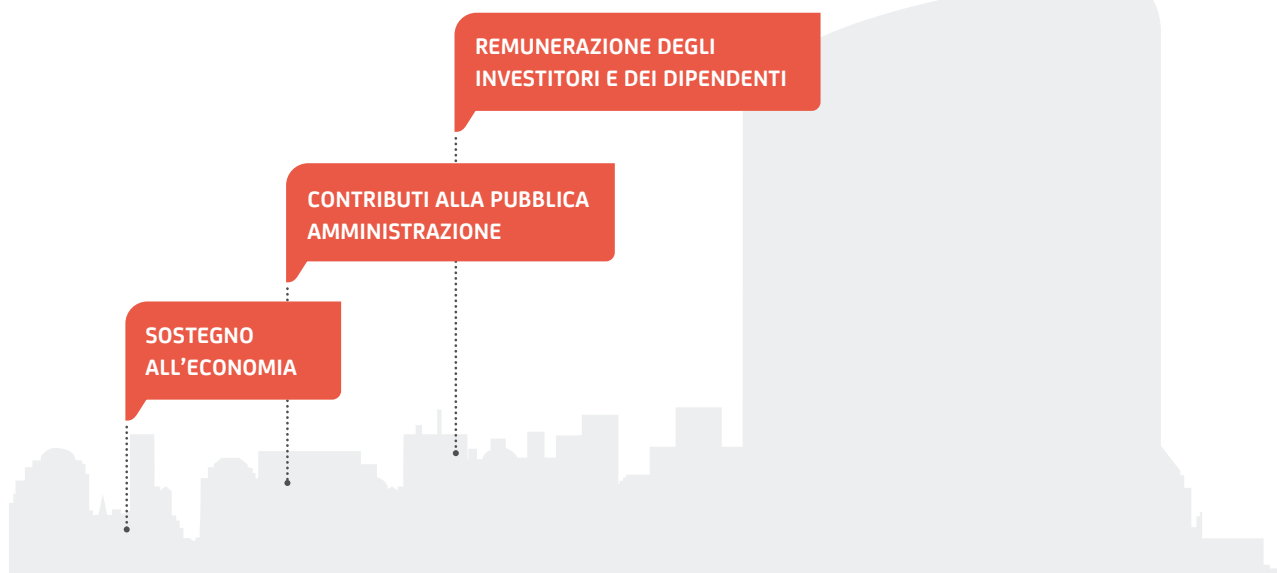 REMUNERAZIONE DEGLI
INVESTITORI E DEI DIPENDENTI
CONTRIBUTI ALLA PUBBLICA
AMMINISTRAZIONE
SOSTEGNO
ALL’ECONOMIA